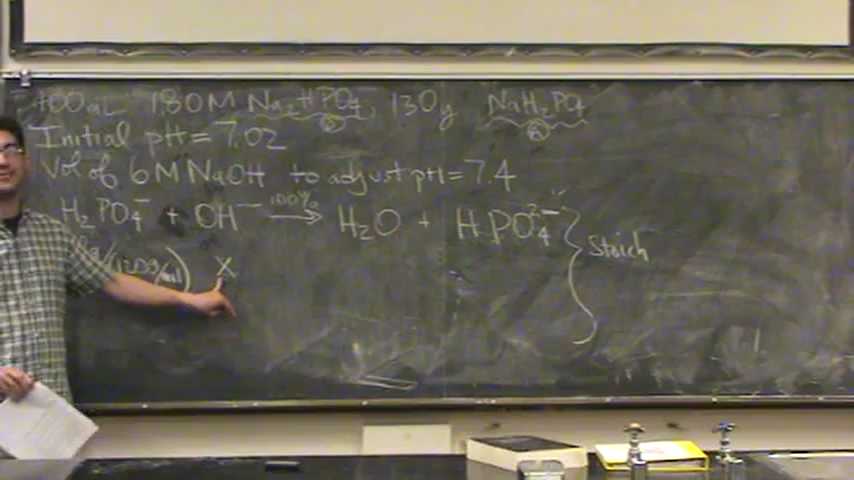 400mL 1.80M Na₂HPO₄, 130g NaH₂PO₄
B A
Initial pH = 7.02
Vol of 6M NaOH to adjust pH = 7.4
H₂PO₄⁻ + OH⁻ 100% → H₂O + HPO₄²⁻ } Stoich
X